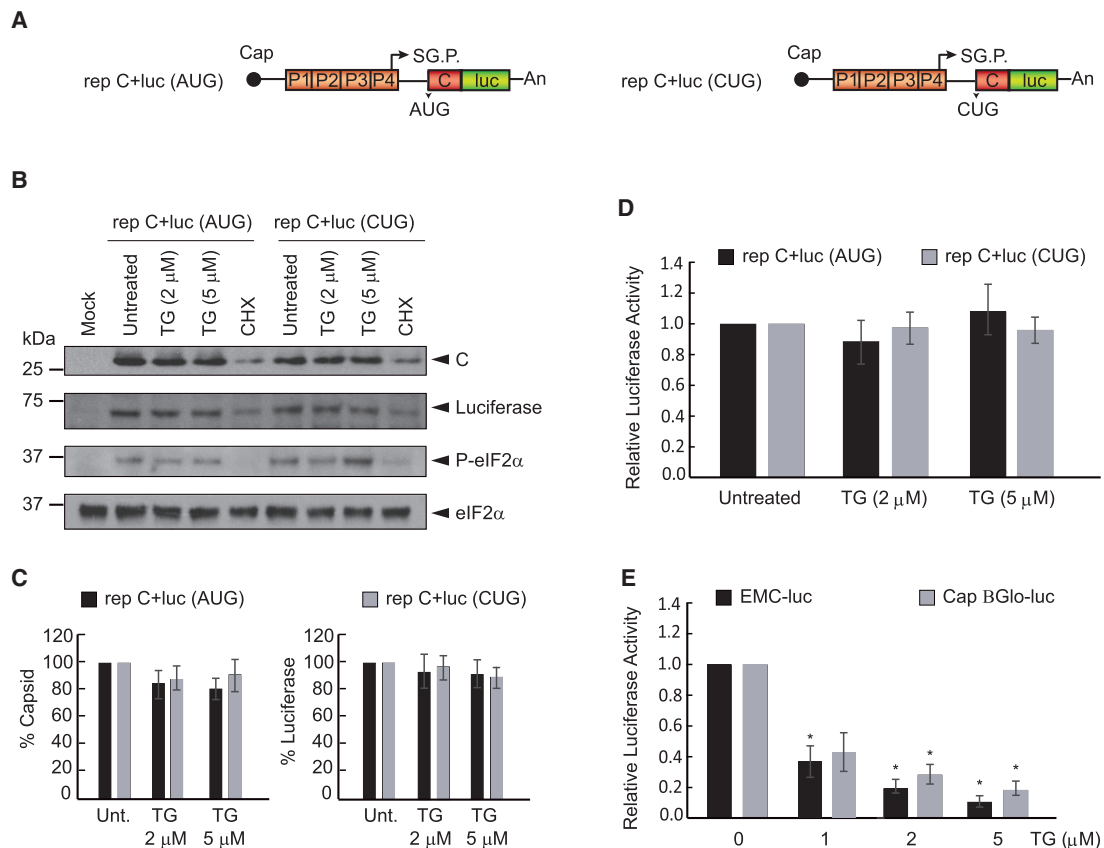 A
Cap
SG.P.
rep C+luc (AUG)
P1 P2 P3 P4
C
luc
An
AUG
Cap
SG.P.
rep C+luc (CUG)
P1 P2 P3 P4
C
luc
An
CUG
B
rep C+luc (AUG)
rep C+luc (CUG)
Mock
Untreated
TG (2 μM)
TG (5 μM)
CHX
Untreated
TG (2 μM)
TG (5 μM)
CHX
kDa
25
C
75
Luciferase
37
P-eIF2α
37
eIF2α
C
rep C+luc (AUG)
rep C+luc (CUG)
% Capsid
120
100
80
60
40
20
0
Unt.
TG
2 μM
TG
5 μM
% Luciferase
120
100
80
60
40
20
0
Unt.
TG
2 μM
TG
5 μM
D
rep C+luc (AUG)
rep C+luc (CUG)
Relative Luciferase Activity
1.4
1.2
1.0
0.8
0.6
0.4
0.2
0.0
Untreated
TG (2 μM)
TG (5 μM)
E
EMC-luc
Cap βGlo-luc
Relative Luciferase Activity
1.4
1.2
1.0
0.8
0.6
0.4
0.2
0.0
*
*
*
*
*
0
1
2
5
TG (μM)